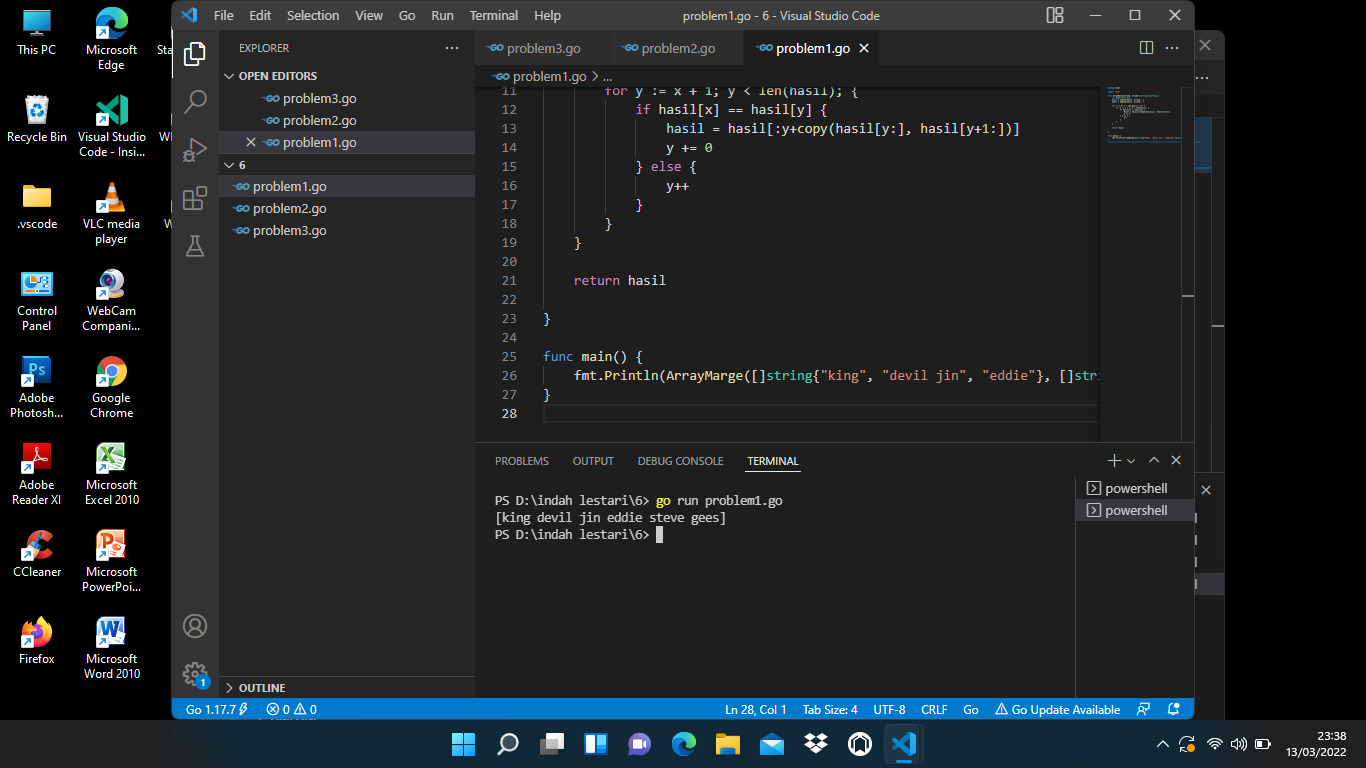 This PC
Microsoft
Edge
Sta
Recycle Bin
Visual Studio
Code - Insi...
.vscode
VLC media
player
Control
Panel
WebCam
Compani...
Adobe
Photosh...
Google
Chrome
Adobe
Reader XI
Microsoft
Excel 2010
CCleaner
Microsoft
PowerPoi...
Firefox
Microsoft
Word 2010
File Edit Selection View Go Run Terminal Help
problem1.go - 6 - Visual Studio Code
EXPLORER
OPEN EDITORS
problem3.go
problem2.go
problem1.go
6
problem1.go
problem2.go
problem3.go
OUTLINE
problem3.go problem2.go problem1.go
problem1.go > ...
11 for y := x + 1; y < len(hasil); {
12 if hasil[x] == hasil[y] {
13 hasil = hasil[:y+copy(hasil[y:], hasil[y+1:])]
14 y += 0
15 } else {
16 y++
17 }
18 }
19 }
20
21 return hasil
22
23 }
24
25 func main() {
26 fmt.Println(ArrayMarge([]string{"king", "devil jin", "eddie"}, []stri
27 }
28
PROBLEMS OUTPUT DEBUG CONSOLE TERMINAL
PS D:\indah lestari\6> go run problem1.go
[king devil jin eddie steve gees]
PS D:\indah lestari\6>
powershell
powershell
1
Go 1.17.7 0 0
Ln 28, Col 1 Tab Size: 4 UTF-8 CRLF Go Go Update Available
23:38
13/03/2022